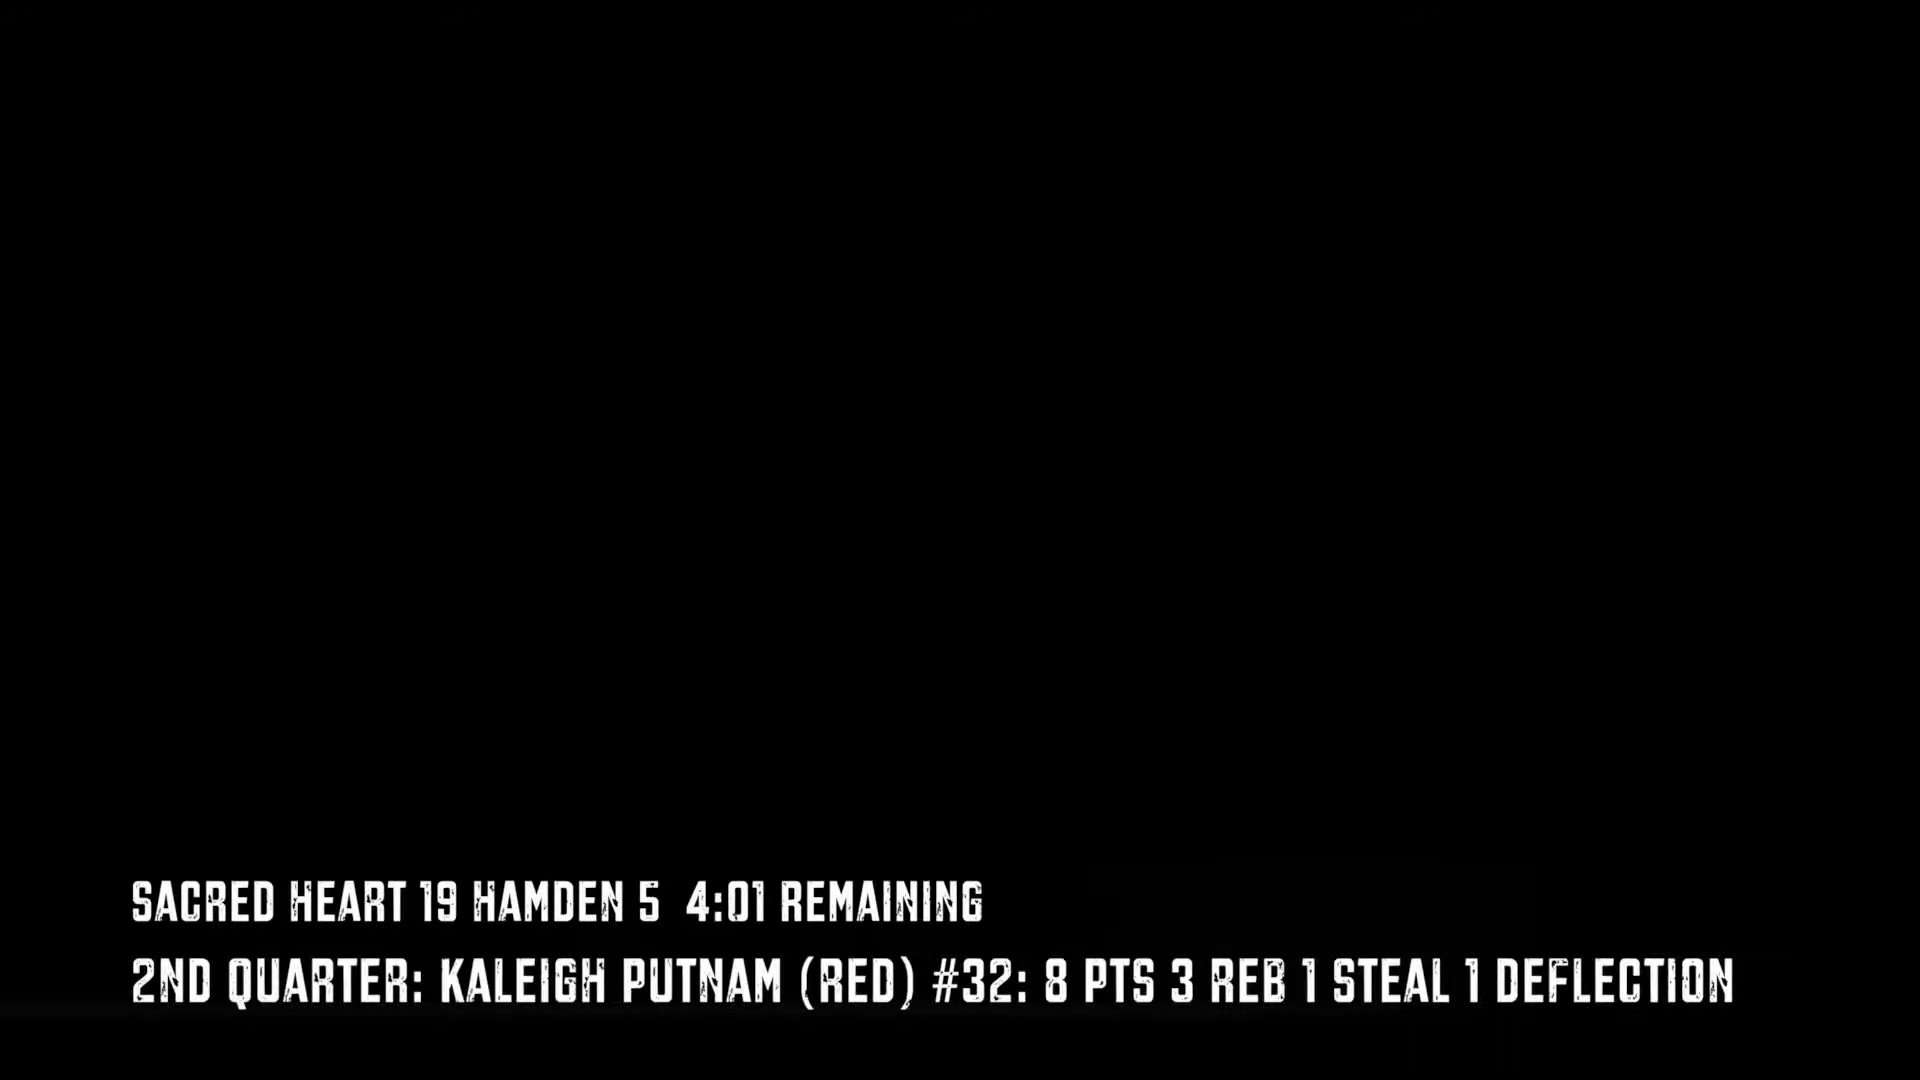 SACRED HEART 19 HAMDEN 5  4:01 REMAINING
2ND QUARTER: KALEIGH PUTNAM (RED) #32: 8 PTS 3 REB 1 STEAL 1 DEFLECTION